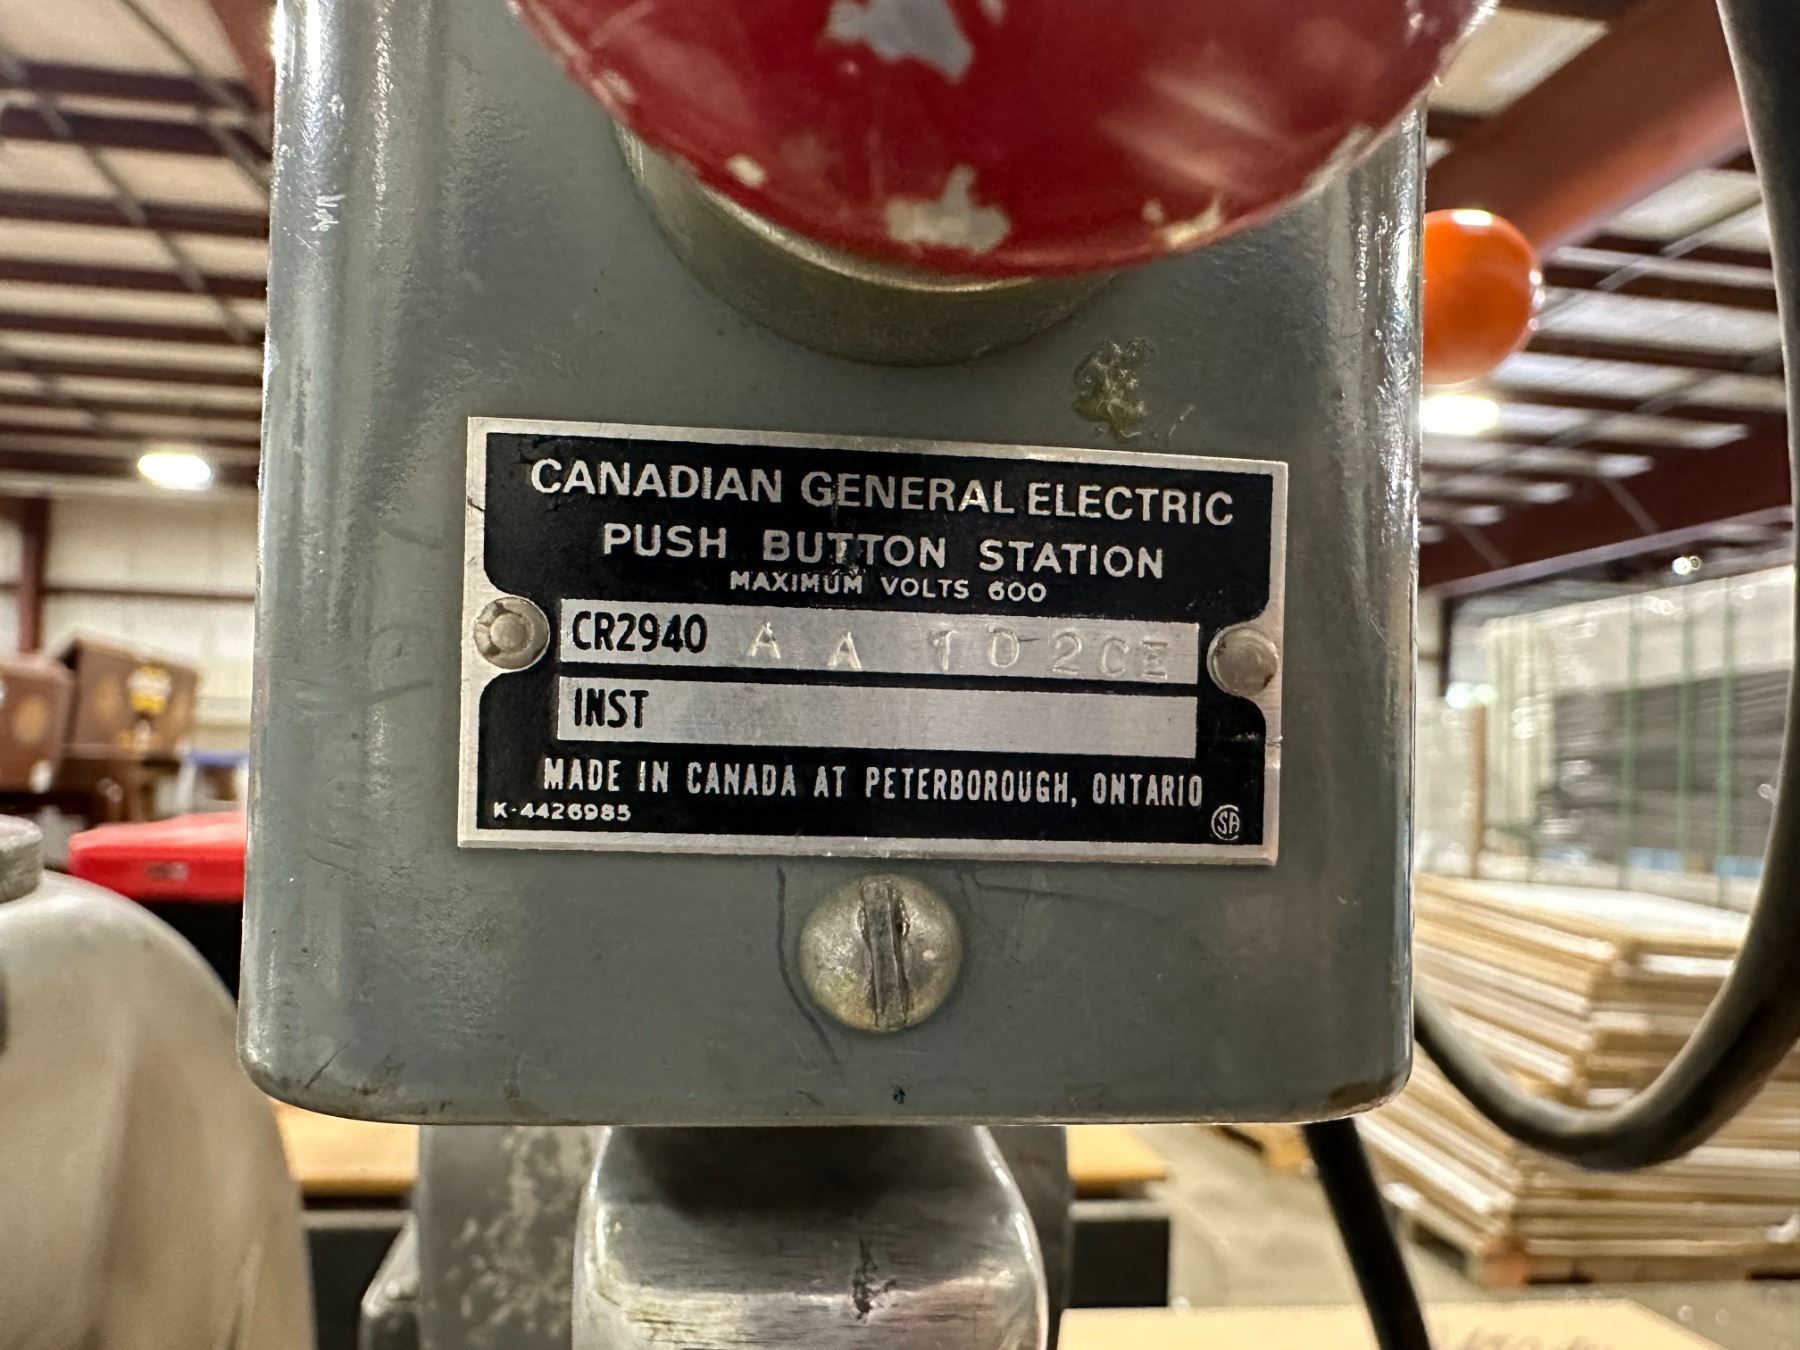 CANADIAN GENERAL ELECTRIC
PUSH BUTTON STATION
MAXIMUM VOLTS 600
CR2940 AA 102CE
INST
MADE IN CANADA AT PETERBOROUGH, ONTARIO
K-4426985
SA